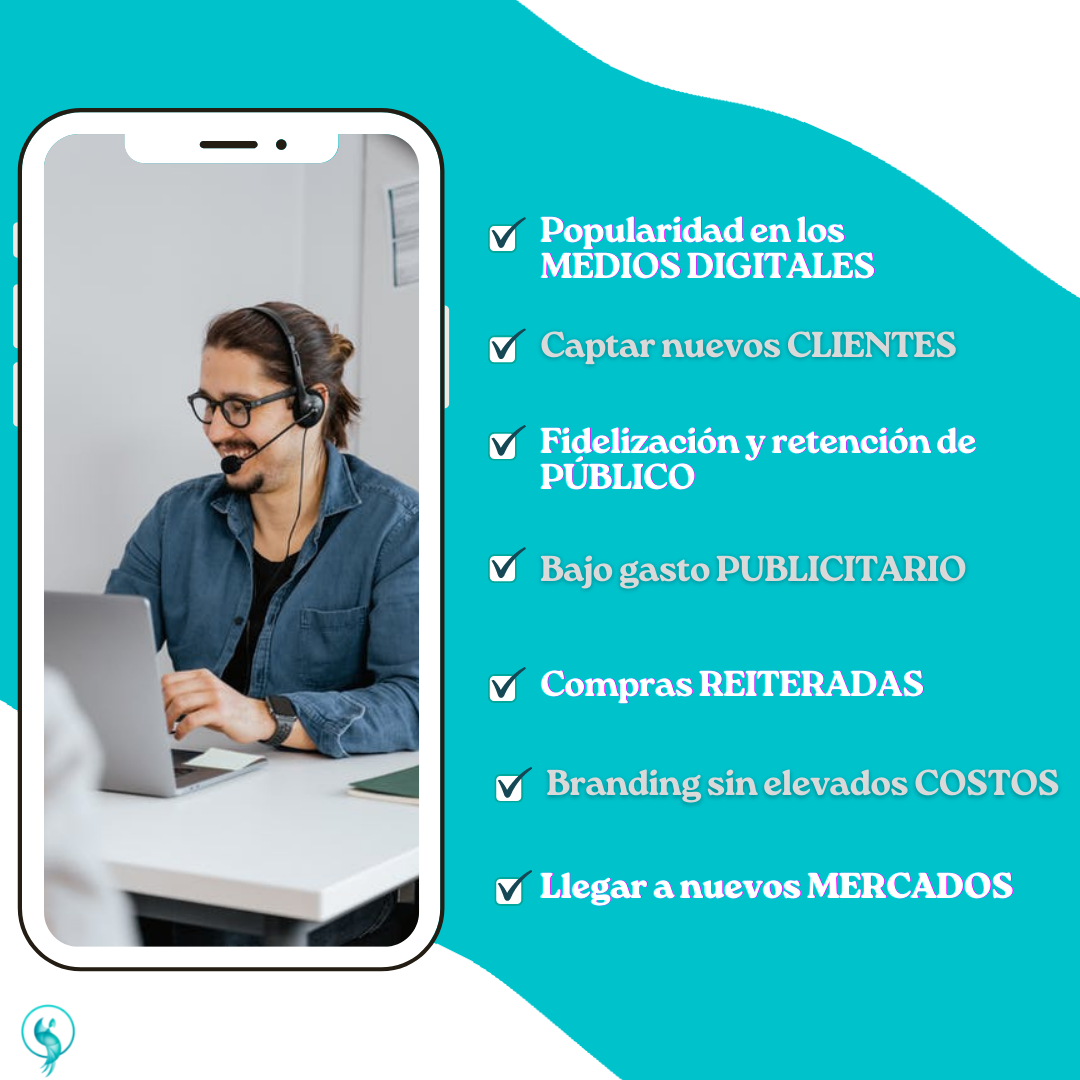 Popularidad en los
MEDIOS DIGITALES
Captar nuevos CLIENTES
Fidelización y retención de
PÚBLICO
Bajo gasto PUBLICITARIO
Compras REITERADAS
Branding sin elevados COSTOS
Llegar a nuevos MERCADOS